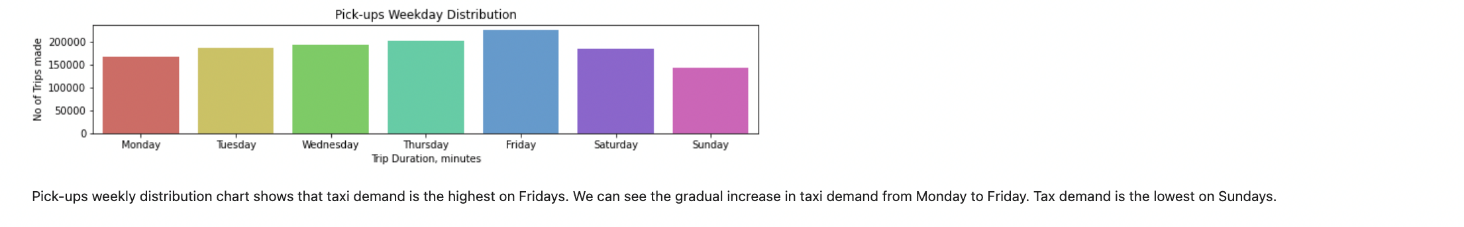 Pick-ups Weekday Distribution
No of Trips made
200000
150000
100000
50000
0
Monday Tuesday Wednesday Thursday Friday Saturday Sunday
Trip Duration, minutes
Pick-ups weekly distribution chart shows that taxi demand is the highest on Fridays. We can see the gradual increase in taxi demand from Monday to Friday. Tax demand is the lowest on Sundays.